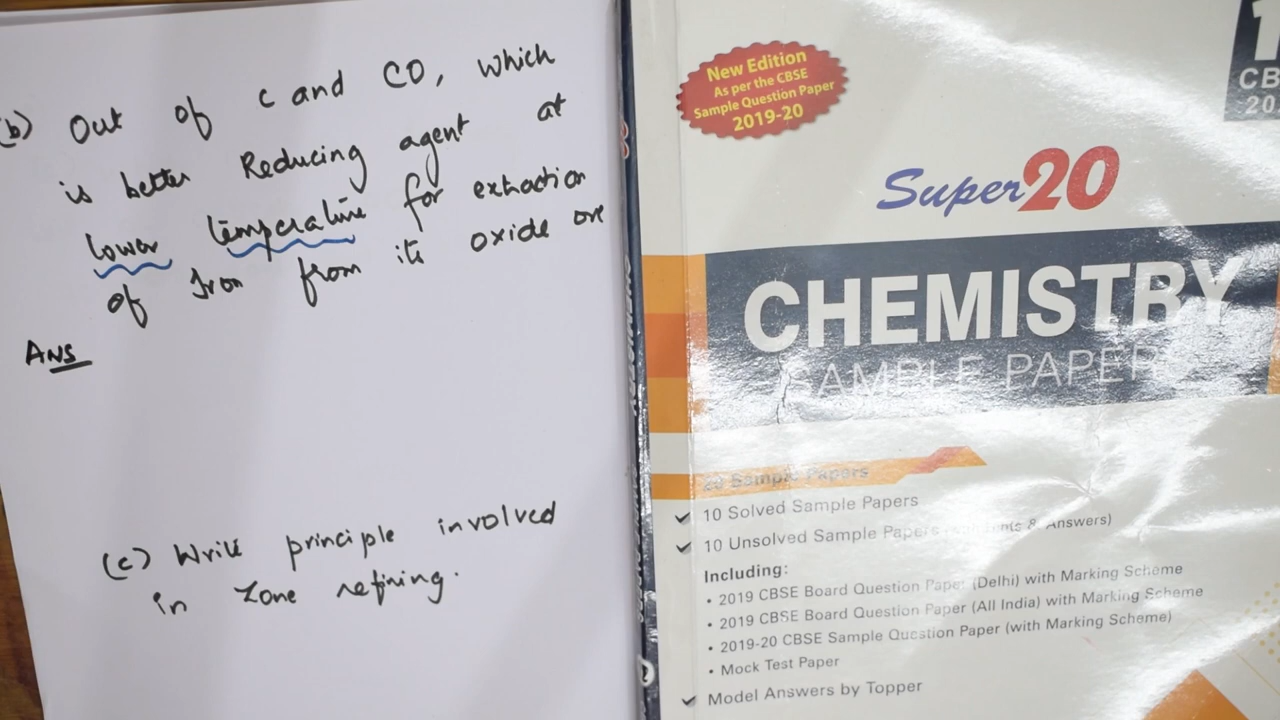 (b) Out of c and CO, which
is better Reducing agent at
lower temperature for extraction
of Iron from its oxide ore
Ans
(c) Write principle involved
in Zone refining.
New Edition
As per the CBSE
Sample Question Paper
2019-20
CB
20
Super20
CHEMISTRY
SAMPLE PAPERS
20 Sample Papers
✓ 10 Solved Sample Papers
✓ 10 Unsolved Sample Papers & Answers)
Including:
• 2019 CBSE Board Question Paper (Delhi) with Marking Scheme
• 2019 CBSE Board Question Paper (All India) with Marking Scheme
• 2019-20 CBSE Sample Question Paper (with Marking Scheme)
• Mock Test Paper
✓ Model Answers by Topper